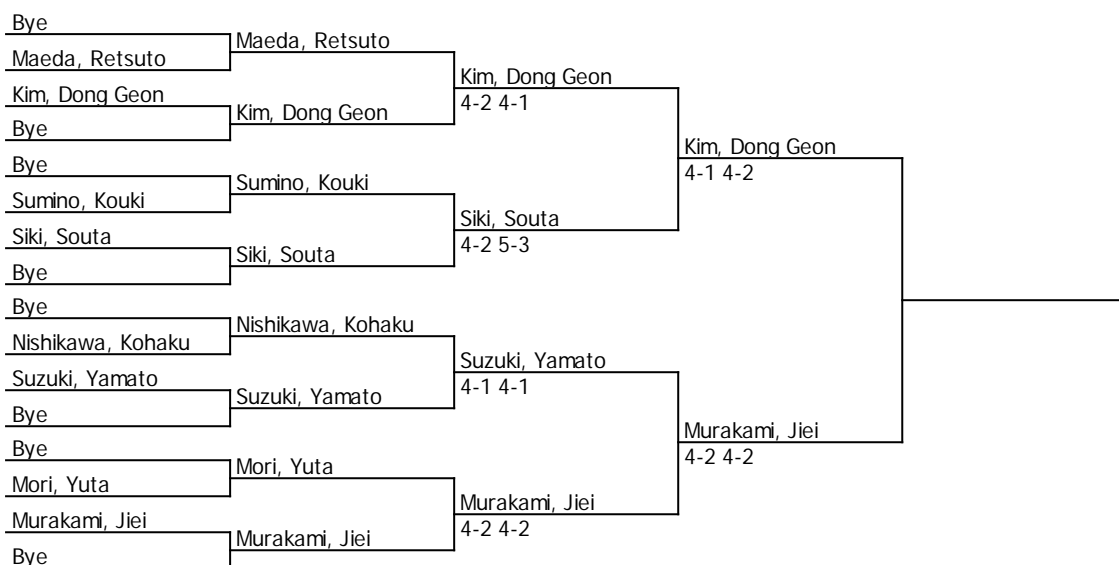 Bye
Maeda, Retsuto
Kim, Dong Geon
Bye
Bye
Sumino, Kouki
Siki, Souta
Bye
Bye
Nishikawa, Kohaku
Suzuki, Yamato
Bye
Bye
Mori, Yuta
Murakami, Jiei
Bye
Maeda, Retsuto
Kim, Dong Geon
Sumino, Kouki
Siki, Souta
Nishikawa, Kohaku
Suzuki, Yamato
Mori, Yuta
Murakami, Jiei
Kim, Dong Geon
4-2 4-1
Siki, Souta
4-2 5-3
Suzuki, Yamato
4-1 4-1
Murakami, Jiei
4-2 4-2
Kim, Dong Geon
4-1 4-2
Murakami, Jiei
4-2 4-2